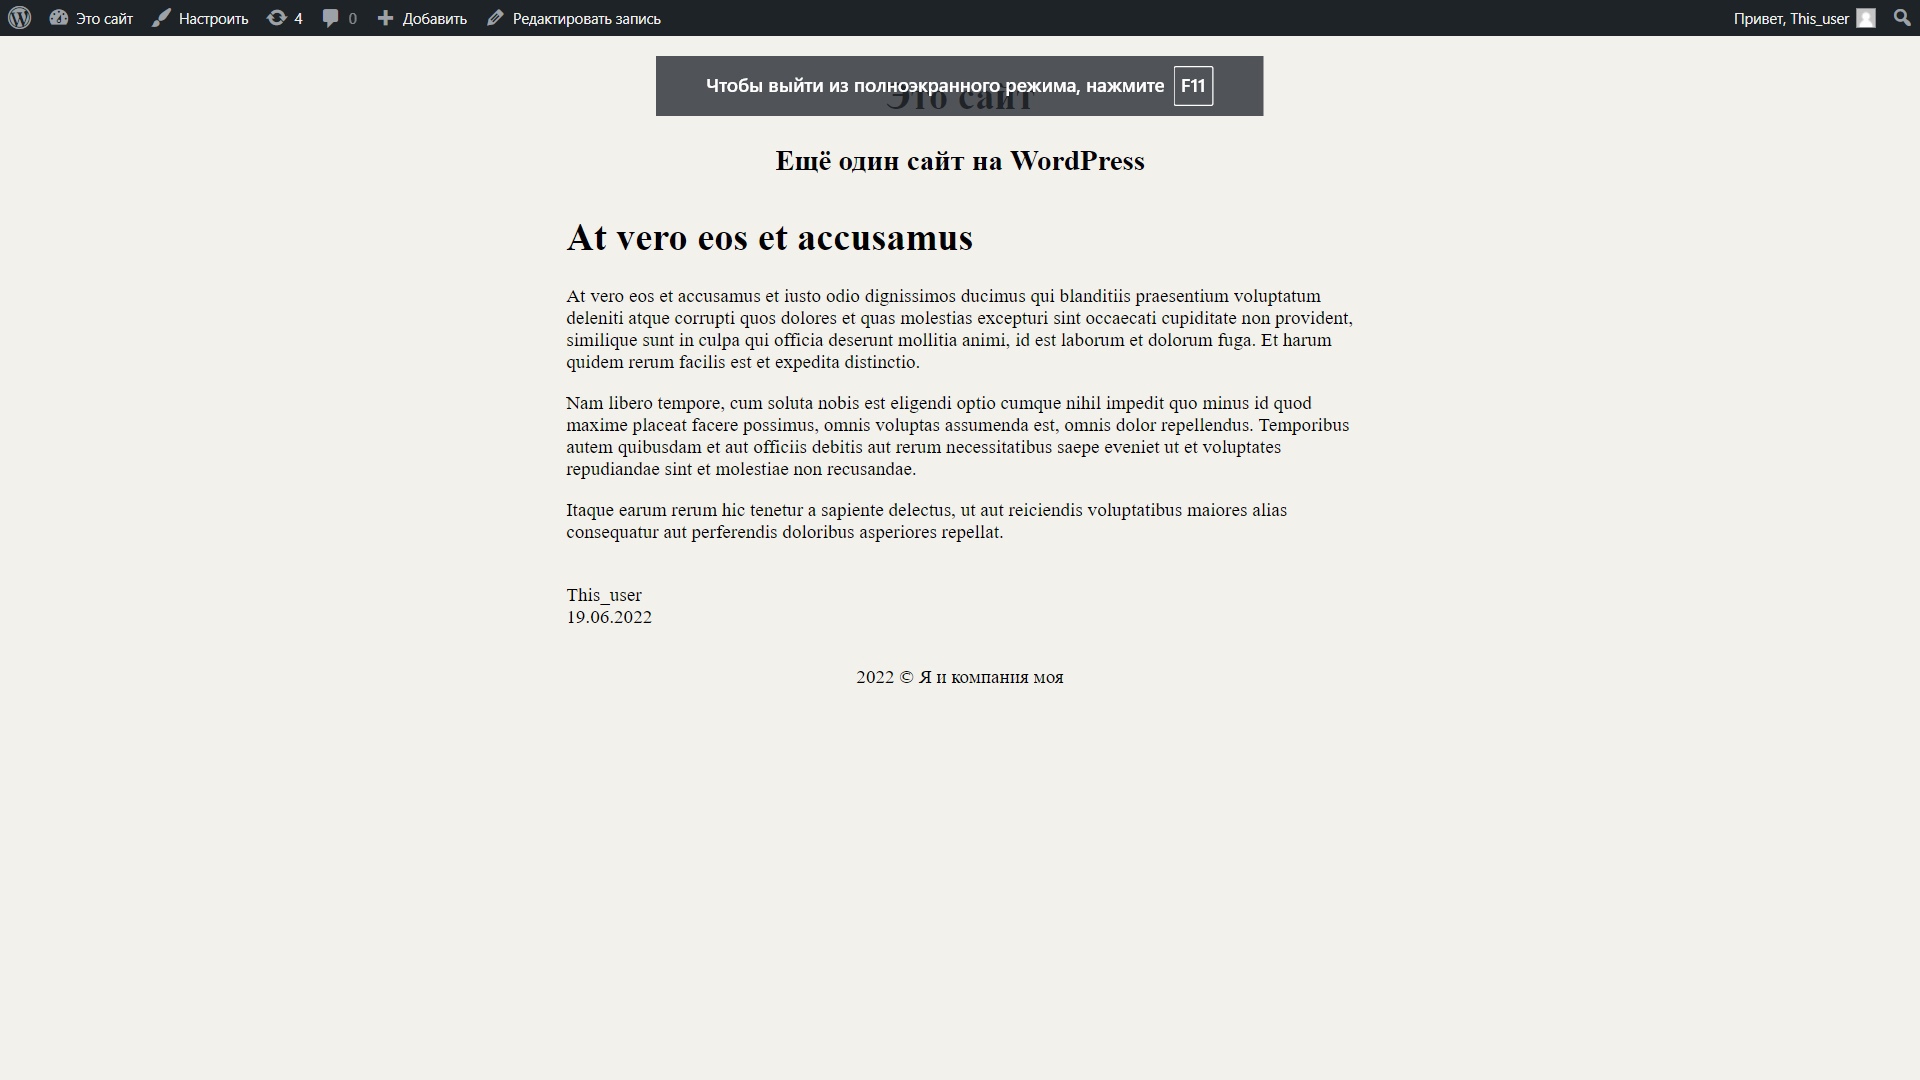 Это сайт
Настроить
4
0
Добавить
Редактировать запись
Привет, This_user
Чтобы выйти из полноэкранного режима, нажмите F11
Это сайт
Ещё один сайт на WordPress
At vero eos et accusamus
At vero eos et accusamus et iusto odio dignissimos ducimus qui blanditiis praesentium voluptatum
deleniti atque corrupti quos dolores et quas molestias excepturi sint occaecati cupiditate non provident,
similique sunt in culpa qui officia deserunt mollitia animi, id est laborum et dolorum fuga. Et harum
quidem rerum facilis est et expedita distinctio.
Nam libero tempore, cum soluta nobis est eligendi optio cumque nihil impedit quo minus id quod
maxime placeat facere possimus, omnis voluptas assumenda est, omnis dolor repellendus. Temporibus
autem quibusdam et aut officiis debitis aut rerum necessitatibus saepe eveniet ut et voluptates
repudiandae sint et molestiae non recusandae.
Itaque earum rerum hic tenetur a sapiente delectus, ut aut reiciendis voluptatibus maiores alias
consequatur aut perferendis doloribus asperiores repellat.
This_user
19.06.2022
2022 © Я и компания моя